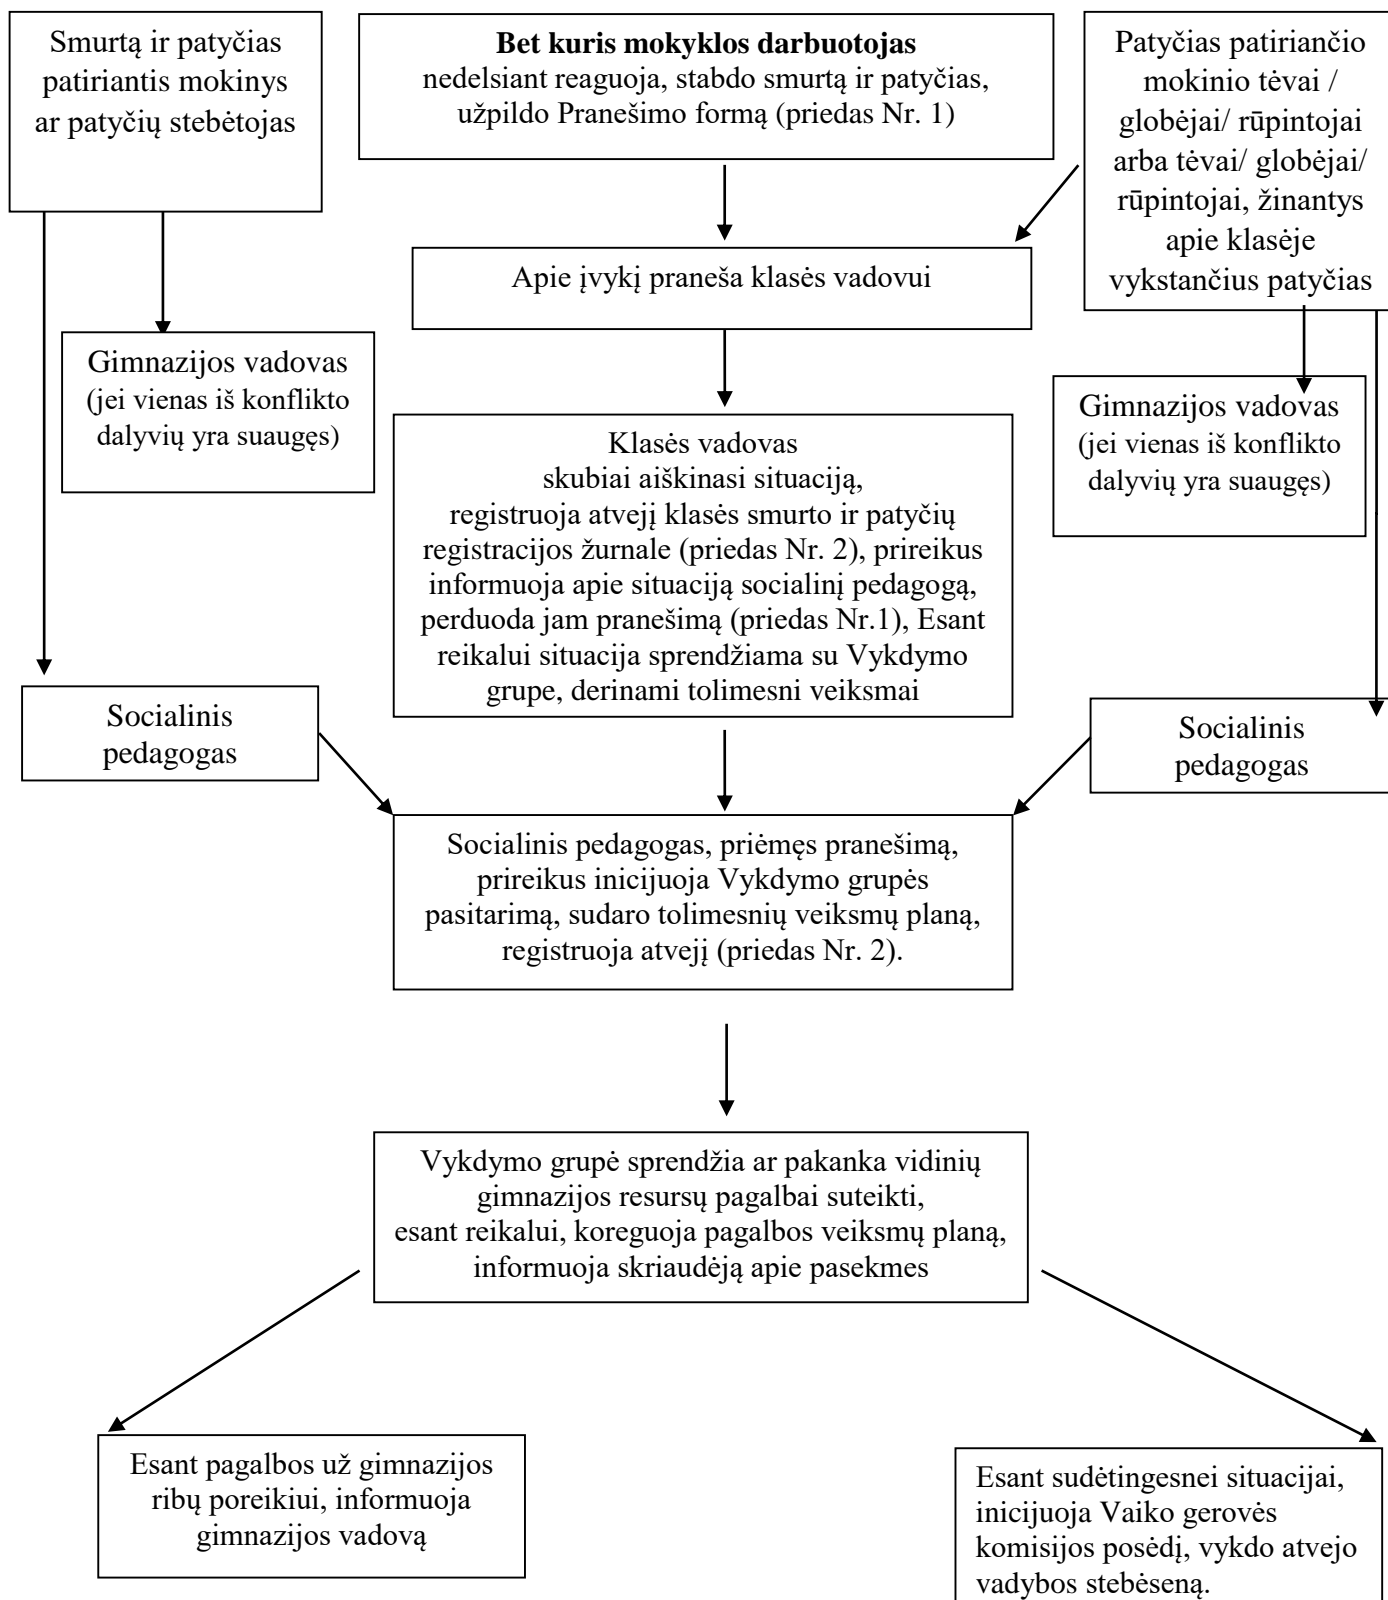 Smurtą ir patyčias
patiriantis mokinys
ar patyčių stebėtojas
Bet kuris mokyklos darbuotojas
nedelsiant reaguoja, stabdo smurtą ir patyčias,
užpildo Pranešimo formą (priedas Nr. 1)
Patyčias patiriančio
mokinio tėvai /
globėjai/ rūpintojai
arba tėvai/ globėjai/
rūpintojai, žinantys
apie klasėje
vykstančius patyčias
Apie įvykį praneša klasės vadovui
Gimnazijos vadovas
(jei vienas iš konflikto
dalyvių yra suaugęs)
Gimnazijos vadovas
(jei vienas iš konflikto
dalyvių yra suaugęs)
Klasės vadovas
skubiai aiškinasi situaciją,
registruoja atvejį klasės smurto ir patyčių
registracijos žurnale (priedas Nr. 2), prireikus
informuoja apie situaciją socialinį pedagogą,
perduoda jam pranešimą (priedas Nr.1), Esant
reikalui situacija sprendžiama su Vykdymo
grupe, derinami tolimesni veiksmai
Socialinis
pedagogas
Socialinis
pedagogas
Socialinis pedagogas, priėmęs pranešimą,
prireikus inicijuoja Vykdymo grupės
pasitarimą, sudaro tolimesnių veiksmų planą,
registruoja atvejį (priedas Nr. 2).
Vykdymo grupė sprendžia ar pakanka vidinių
gimnazijos resursų pagalbai suteikti,
esant reikalui, koreguoja pagalbos veiksmų planą,
informuoja skriaudėją apie pasekmes
Esant pagalbos už gimnazijos
ribų poreikiui, informuoja
gimnazijos vadovą
Esant sudėtingesnei situacijai,
inicijuoja Vaiko gerovės
komisijos posėdį, vykdo atvejo
vadybos stebėseną.